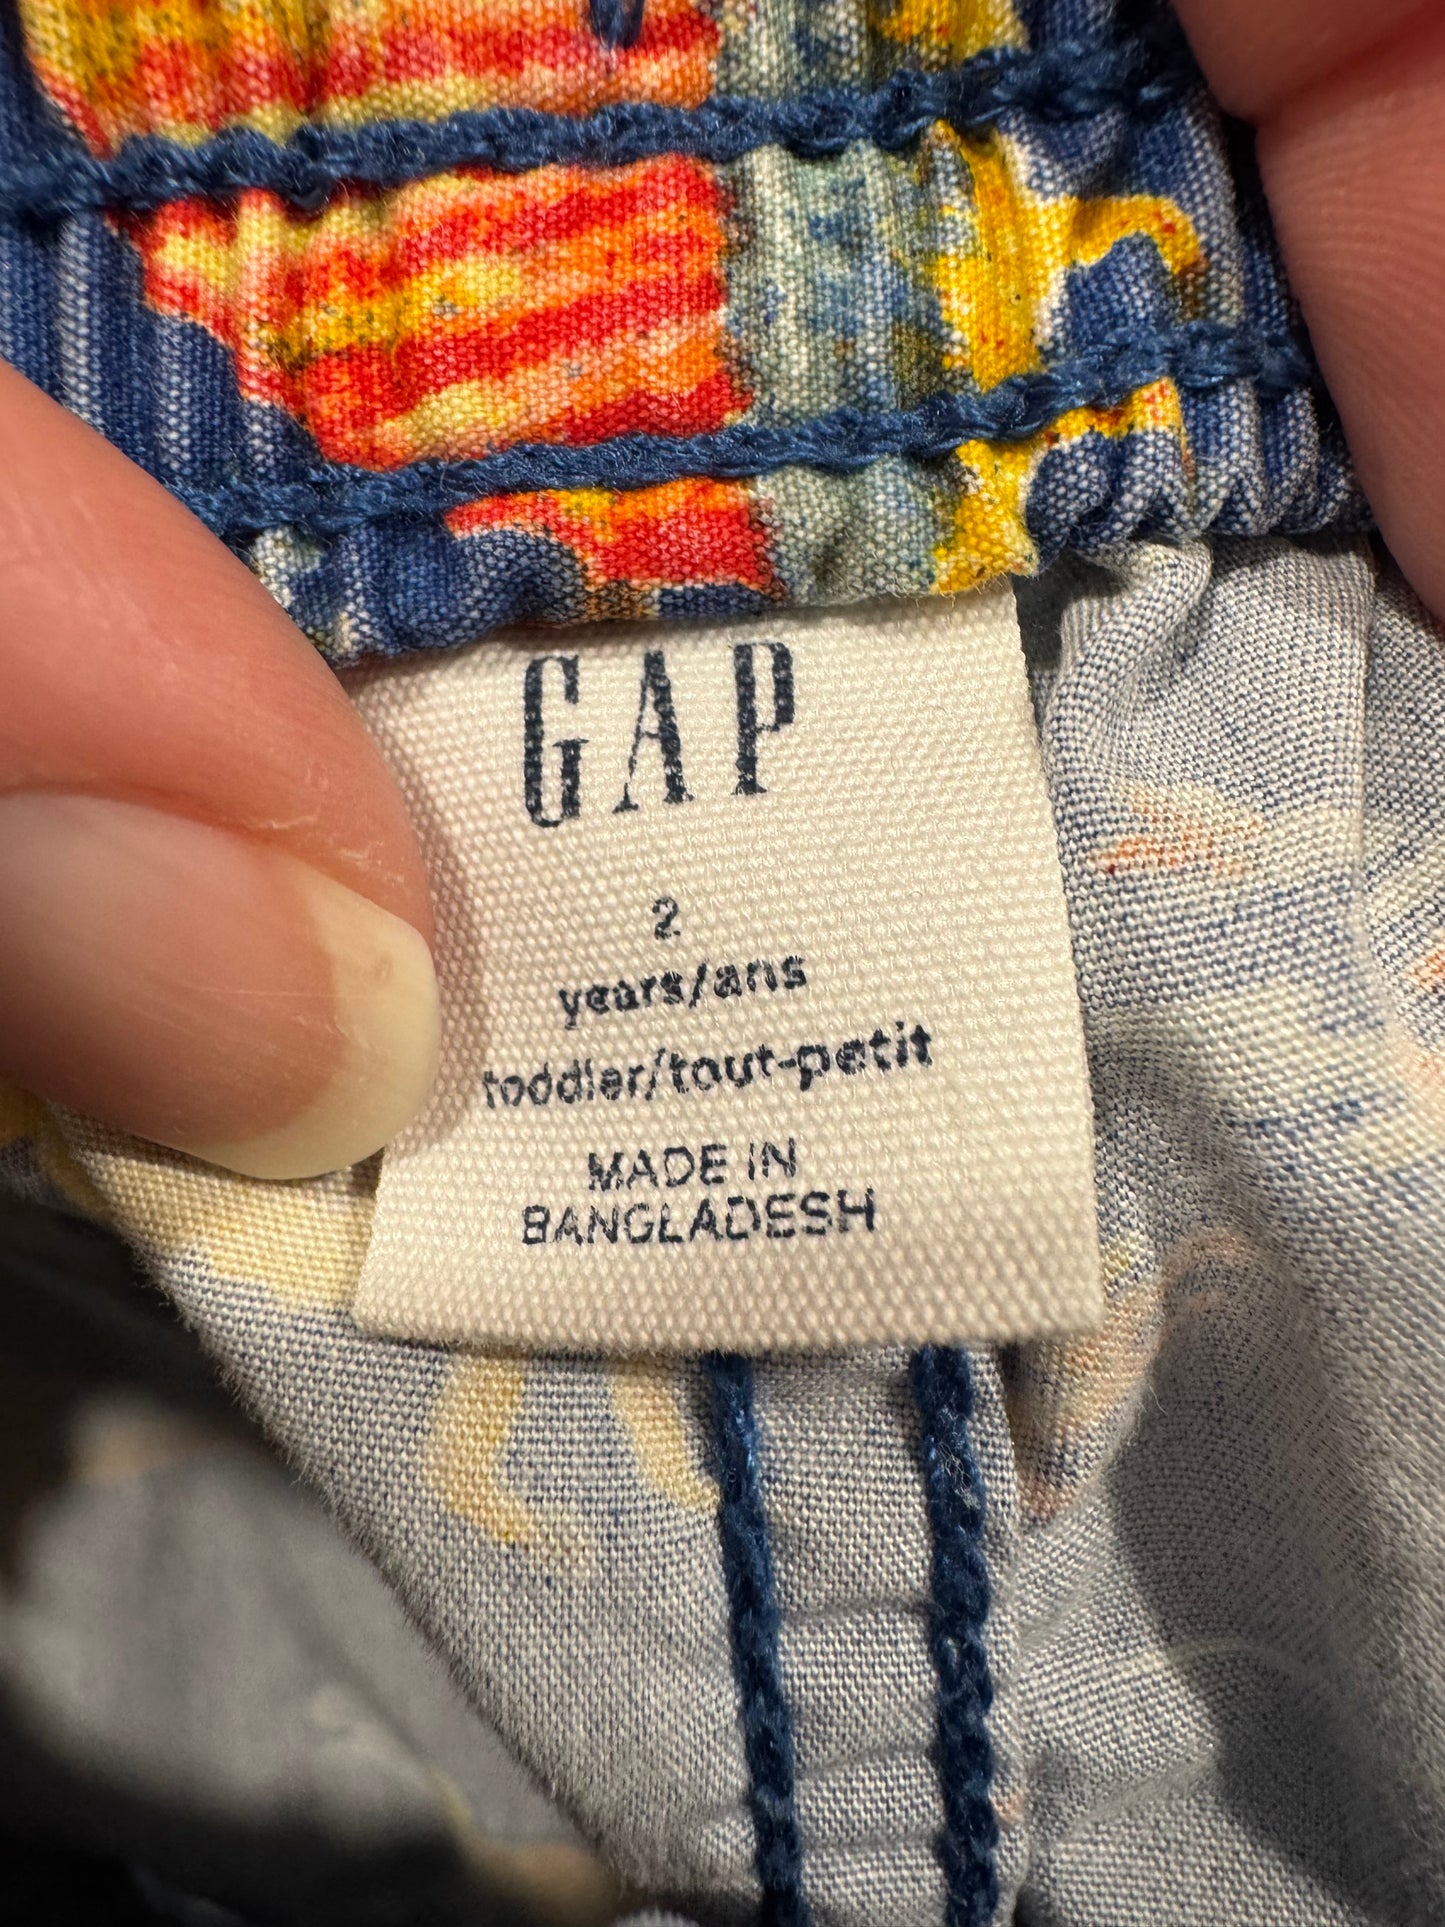 GAP
2
years/ans
toddler/tout-petit
MADE IN
BANGLADESH